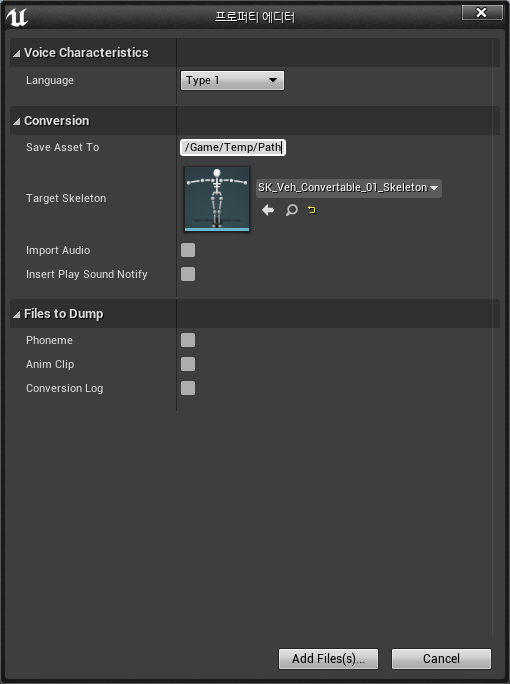 프로퍼티 에디터
Voice Characteristics
Language
Type 1
Conversion
Save Asset To
/Game/Temp/Path
Target Skeleton
SK_Veh_Convertable_01_Skeleton
Import Audio
Insert Play Sound Notify
Files to Dump
Phoneme
Anim Clip
Conversion Log
Add Files(s)...
Cancel